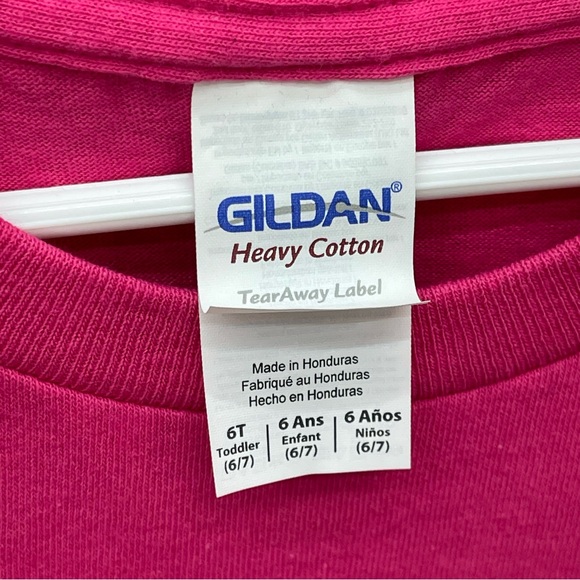 GILDAN®
Heavy Cotton
TearAway Label
Made in Honduras
Fabriqué au Honduras
Hecho en Honduras
6T | 6 Ans | 6 Años
Toddler | Enfant | Niños
(6/7) | (6/7) | (6/7)